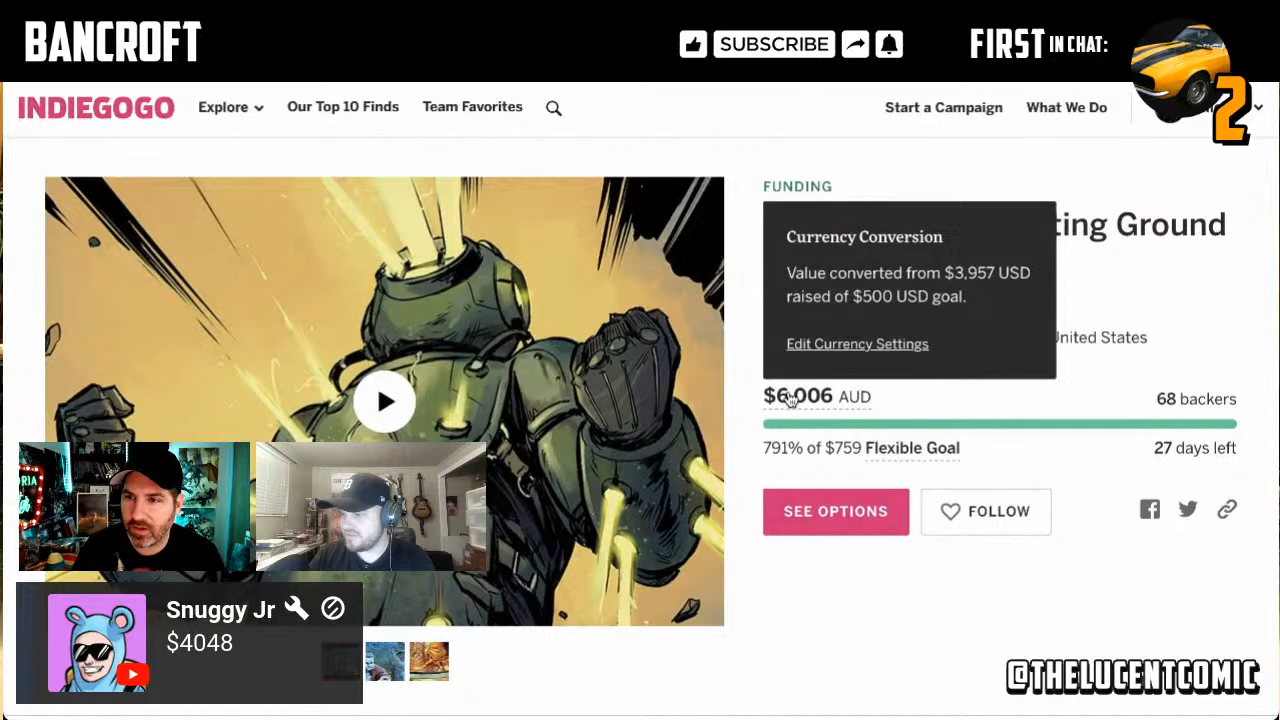 BANCROFT
SUBSCRIBE
FIRST IN CHAT:
2
INDIEGOGO
Explore
Our Top 10 Finds
Team Favorites
Start a Campaign
What We Do
FUNDING
ting Ground
Currency Conversion
Value converted from $3,957 USD
raised of $500 USD goal.
Edit Currency Settings
United States
$6,006 AUD
68 backers
791% of $759 Flexible Goal
27 days left
SEE OPTIONS
FOLLOW
Snuggy Jr
$4048
@THELUCENTCOMIC